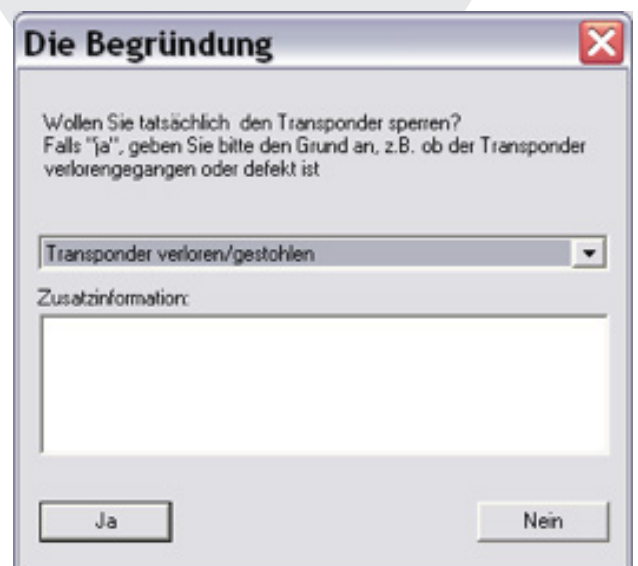 Die Begründung
Wollen Sie tatsächlich den Transponder sperren?
Falls "ja", geben Sie bitte den Grund an, z.B. ob der Transponder
verlorengegangen oder defekt ist
Transponder verloren/gestohlen
Zusatzinformation:
Ja
Nein